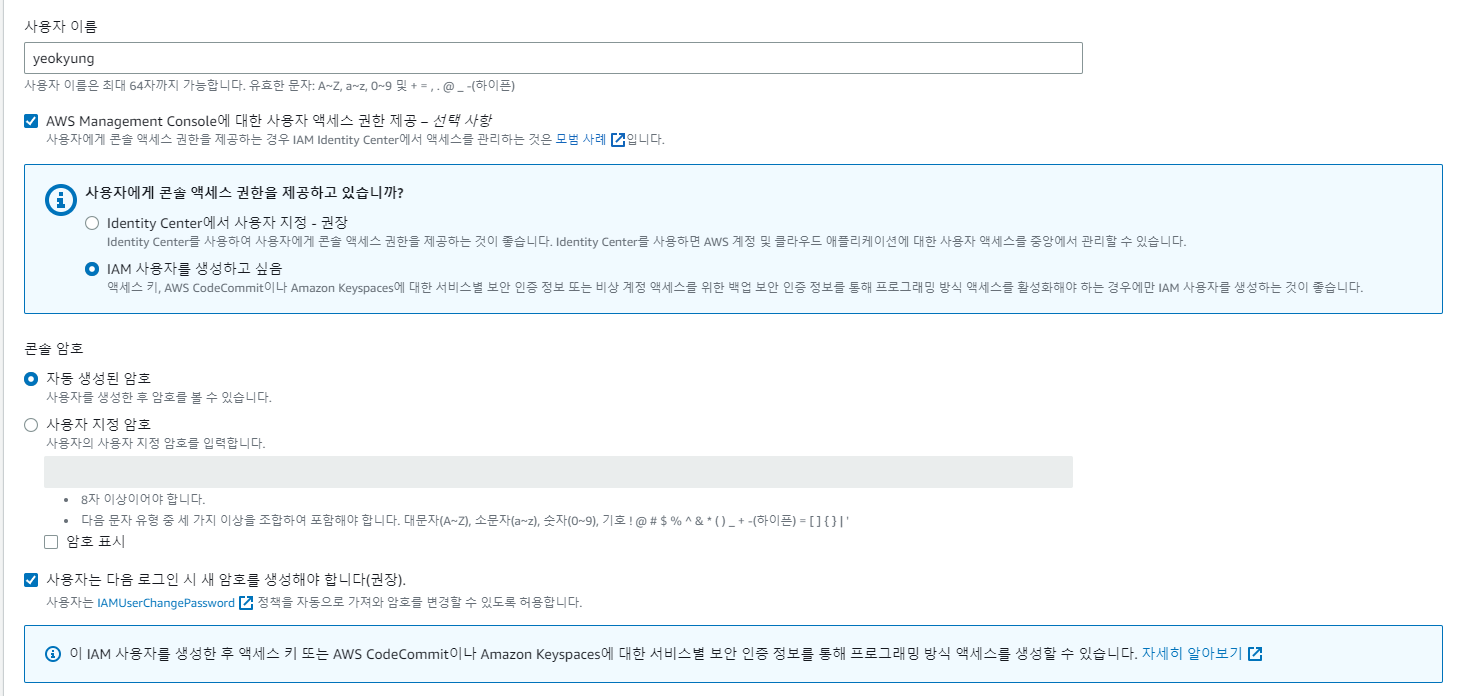 사용자 이름
yeokyung
사용자 이름은 최대 64자까지 가능합니다. 유효한 문자: A~Z, a~z, 0~9 및 + = , . @ _ -(하이픈)
AWS Management Console에 대한 사용자 액세스 권한 제공 – 선택 사항
사용자에게 콘솔 액세스 권한을 제공하는 경우 IAM Identity Center에서 액세스를 관리하는 것은 모범 사례 입니다.
사용자에게 콘솔 액세스 권한을 제공하고 있습니까?
Identity Center에서 사용자 지정 - 권장
Identity Center를 사용하여 사용자에게 콘솔 액세스 권한을 제공하는 것이 좋습니다. Identity Center를 사용하면 AWS 계정 및 클라우드 애플리케이션에 대한 사용자 액세스를 중앙에서 관리할 수 있습니다.
IAM 사용자를 생성하고 싶음
액세스 키, AWS CodeCommit이나 Amazon Keyspaces에 대한 서비스별 보안 인증 정보 또는 비상 계정 액세스를 위한 백업 보안 인증 정보를 통해 프로그래밍 방식 액세스를 활성화해야 하는 경우에만 IAM 사용자를 생성하는 것이 좋습니다.
콘솔 암호
자동 생성된 암호
사용자를 생성한 후 암호를 볼 수 있습니다.
사용자 지정 암호
사용자의 사용자 지정 암호를 입력합니다.
• 8자 이상이어야 합니다.
• 다음 문자 유형 중 세 가지 이상을 조합하여 포함해야 합니다. 대문자(A~Z), 소문자(a~z), 숫자(0~9), 기호 ! @ # $ % ^ & * ( ) _ + -(하이픈) = [ ] { } | '
암호 표시
사용자는 다음 로그인 시 새 암호를 생성해야 합니다(권장).
사용자는 IAMUserChangePassword 정책을 자동으로 가져와 암호를 변경할 수 있도록 허용합니다.
이 IAM 사용자를 생성한 후 액세스 키 또는 AWS CodeCommit이나 Amazon Keyspaces에 대한 서비스별 보안 인증 정보를 통해 프로그래밍 방식 액세스를 생성할 수 있습니다. 자세히 알아보기